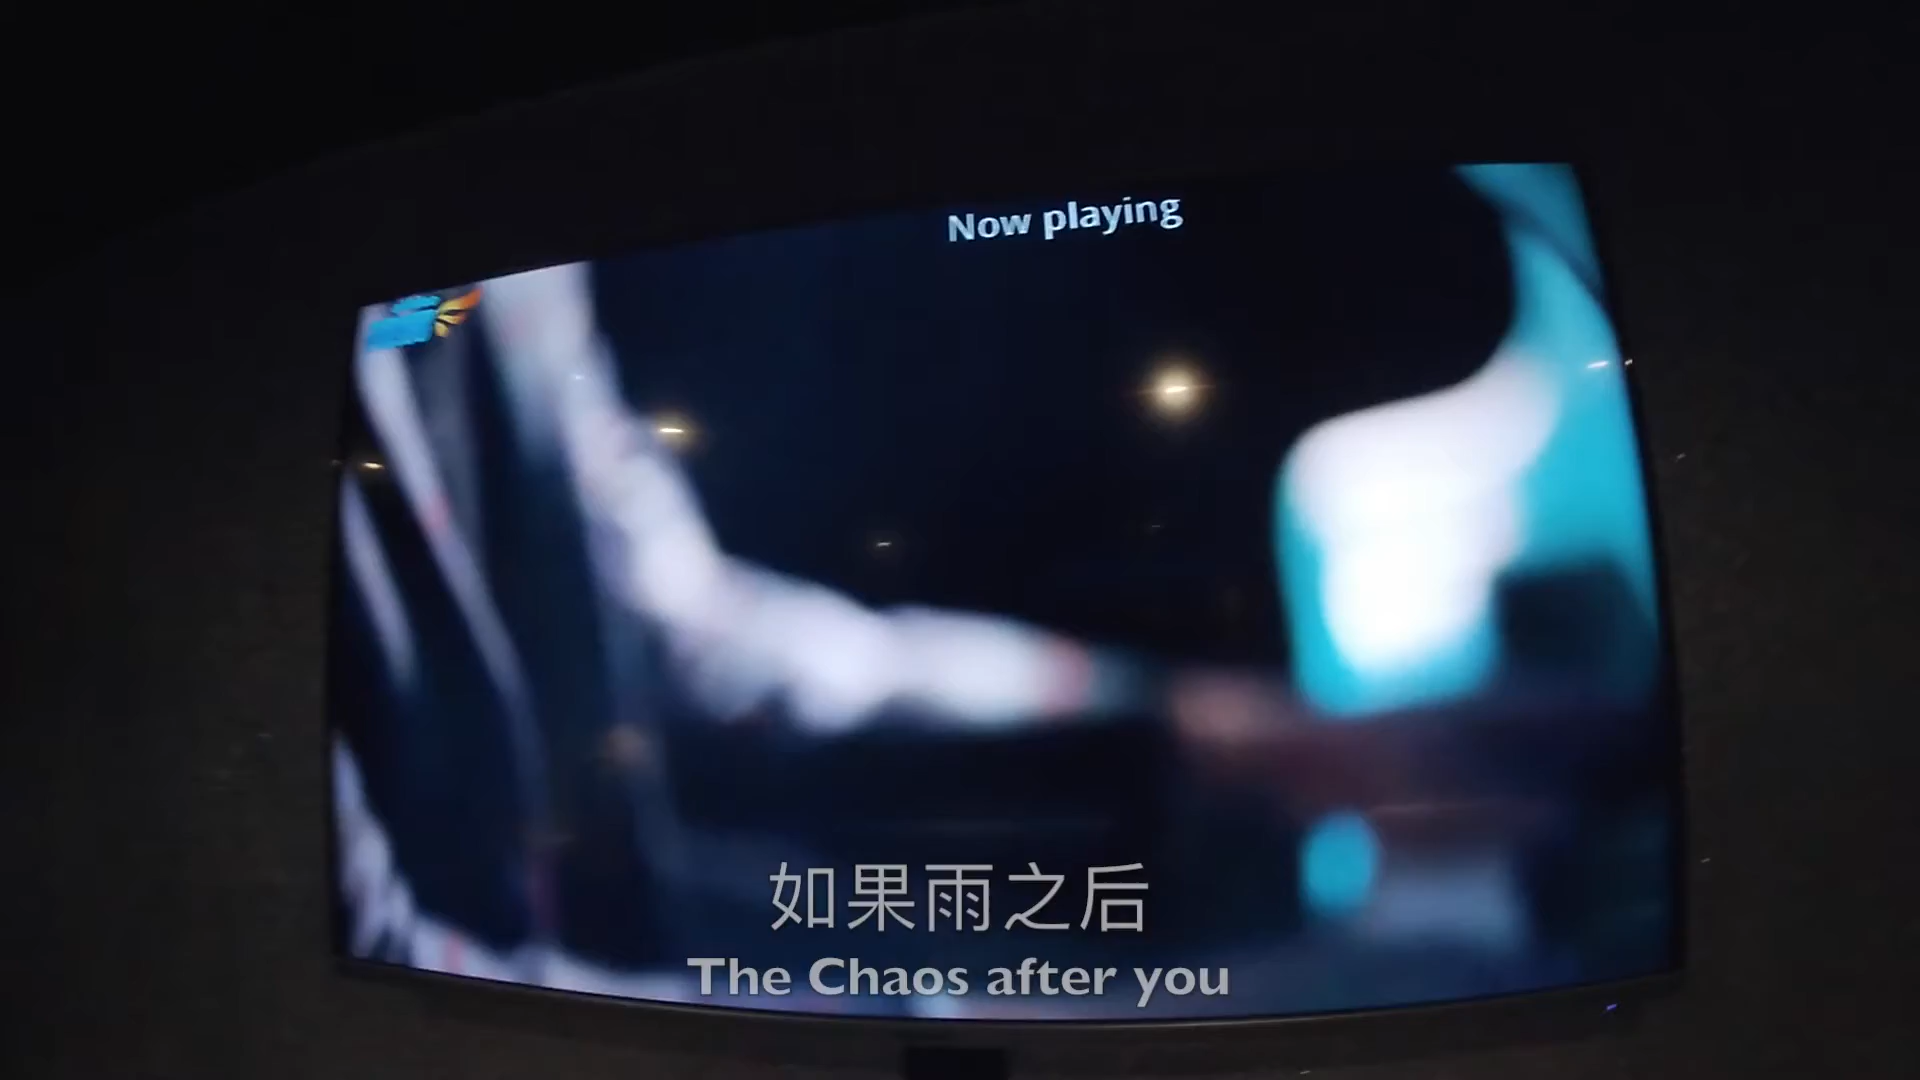 Now playing
如果雨之后
The Chaos after you